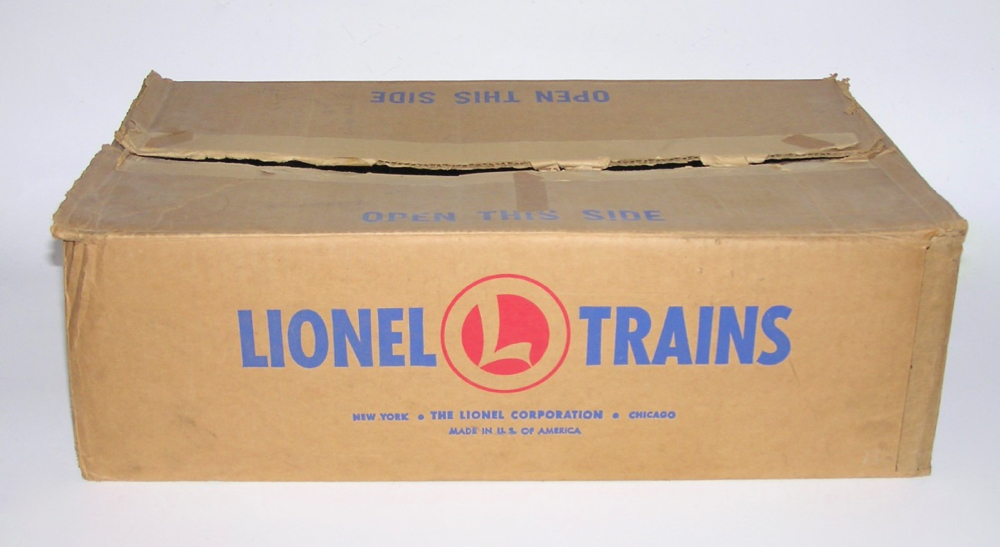 OPEN THIS SIDE
OPEN THIS SIDE
LIONEL L TRAINS
NEW YORK • THE LIONEL CORPORATION • CHICAGO
MADE IN U.S. OF AMERICA